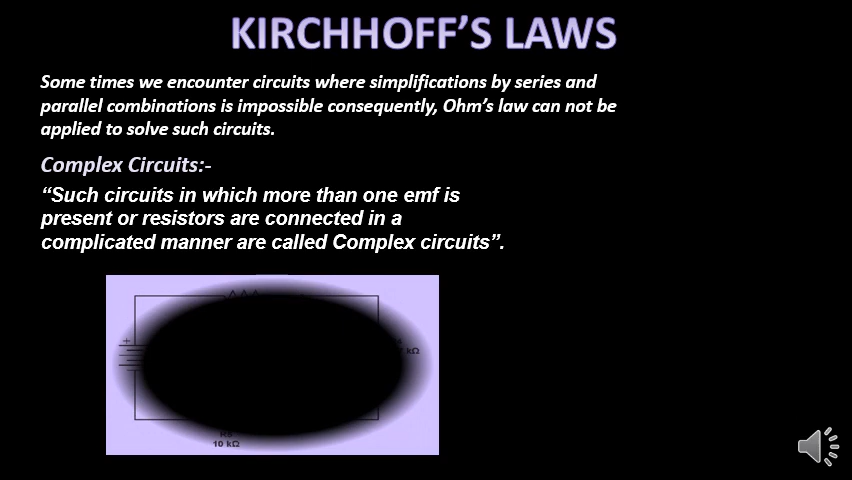 KIRCHHOFF’S LAWS
Some times we encounter circuits where simplifications by series and
parallel combinations is impossible consequently, Ohm’s law can not be
applied to solve such circuits.
Complex Circuits:-
“Such circuits in which more than one emf is
present or resistors are connected in a
complicated manner are called Complex circuits”.
+
kΩ
10 kΩ